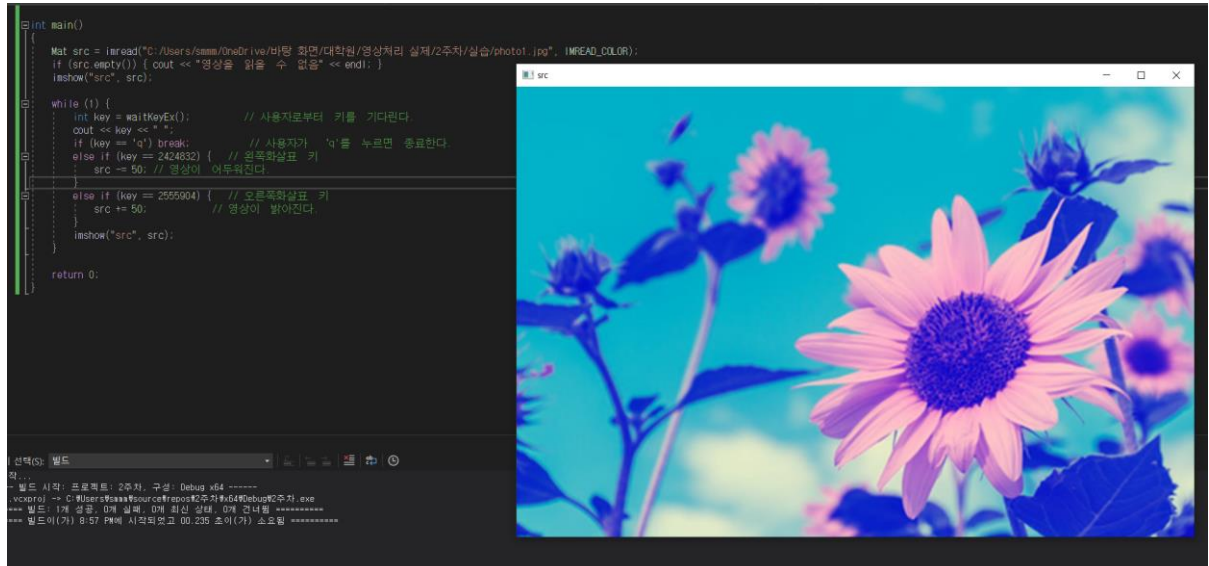 int main()
{
Mat src = imread("C:/Users/smmm/OneDrive/바탕 화면/대학원/영상처리 실제/2주차/실습/photo1.jpg", IMREAD_COLOR);
if (src.empty()) { cout << "영상을 읽을 수 없음" << endl; }
imshow("src", src);
while (1) {
int key = waitKeyEx(); // 사용자로부터 키를 기다린다.
cout << key << " ";
if (key == 'q') break; // 사용자가 'q'를 누르면 종료한다.
else if (key == 2424832) { // 왼쪽화살표 키
src -= 50; // 영상이 어두워진다.
}
else if (key == 2555904) { // 오른쪽화살표 키
src += 50; // 영상이 밝아진다.
}
imshow("src", src);
}
return 0;
}
src
선택(S): 빌드
작...
-- 빌드 시작: 프로젝트: 2주차, 구성: Debug x64 ------
.vcxproj -> C:₩Users₩smmm₩source₩repos₩2주차₩x64₩Debug₩2주차.exe
=== 빌드: 1개 성공, 0개 실패, 0개 최신 상태, 0개 건너뜀 ==========
=== 빌드이(가) 8:57 PM에 시작되었고 00.235 초이(가) 소요됨 ==========